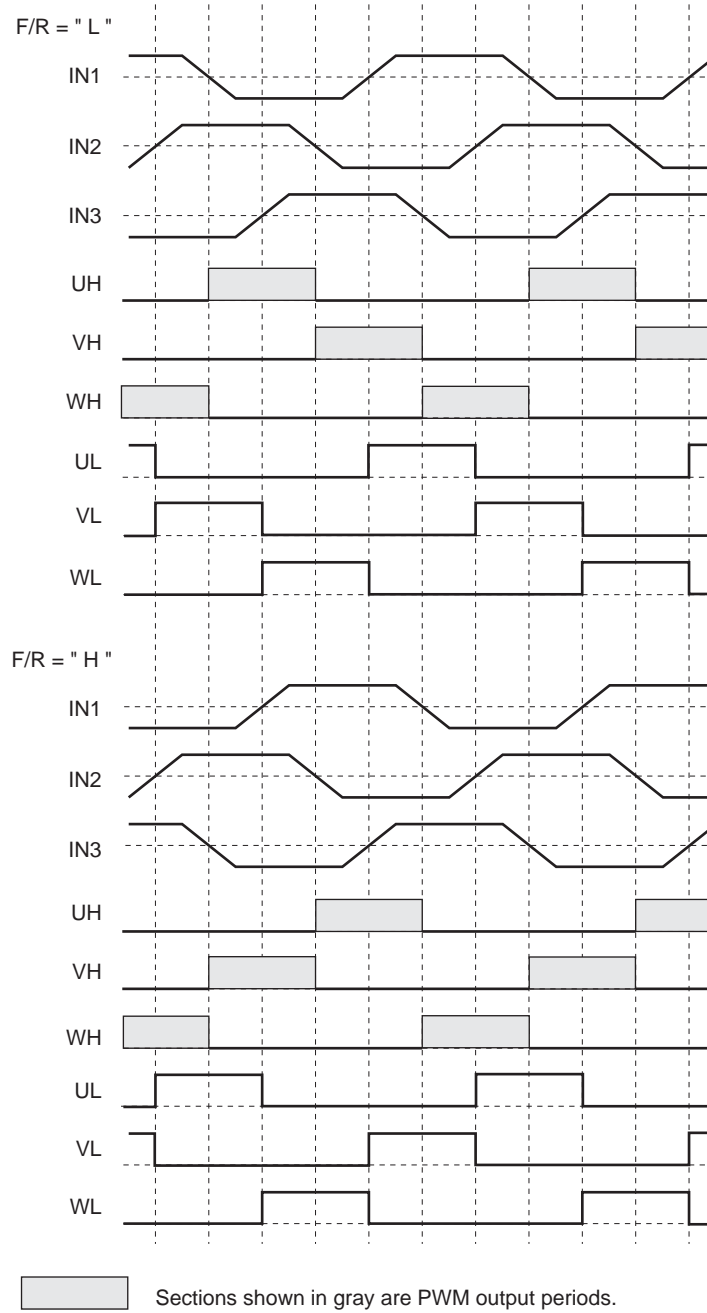 F/R = " L "
IN1
IN2
IN3
UH
VH
WH
UL
VL
WL
F/R = " H "
IN1
IN2
IN3
UH
VH
WH
UL
VL
WL
Sections shown in gray are PWM output periods.